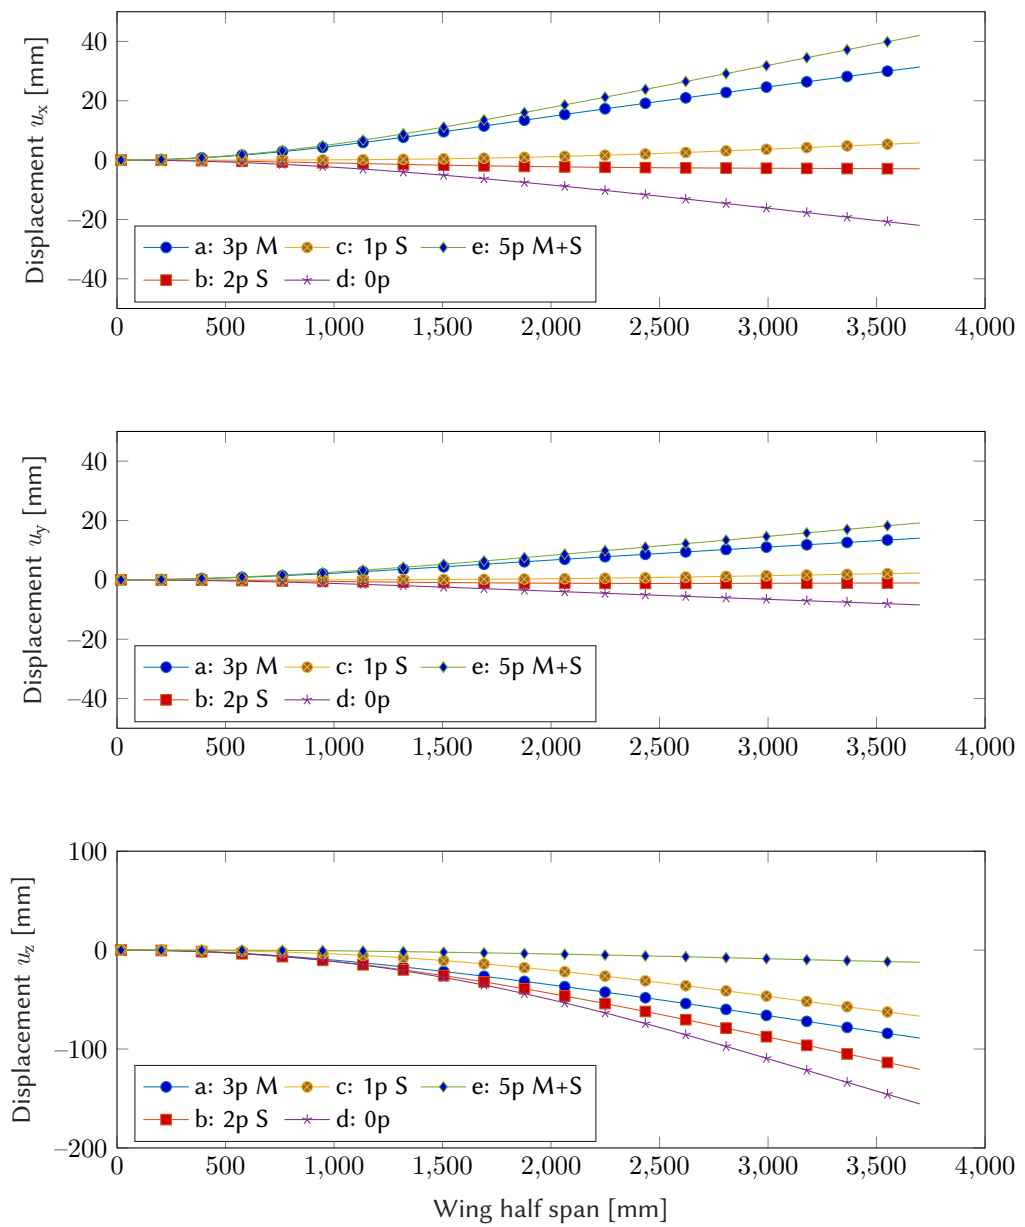 Displacement uₓ [mm]
40
20
0
−20
−40
a: 3p M c: 1p S e: 5p M+S
b: 2p S d: 0p
0 500 1,000 1,500 2,000 2,500 3,000 3,500 4,000
Displacement u_y [mm]
40
20
0
−20
−40
a: 3p M c: 1p S e: 5p M+S
b: 2p S d: 0p
0 500 1,000 1,500 2,000 2,500 3,000 3,500 4,000
Displacement u_z [mm]
100
0
−100
−200
a: 3p M c: 1p S e: 5p M+S
b: 2p S d: 0p
0 500 1,000 1,500 2,000 2,500 3,000 3,500 4,000
Wing half span [mm]